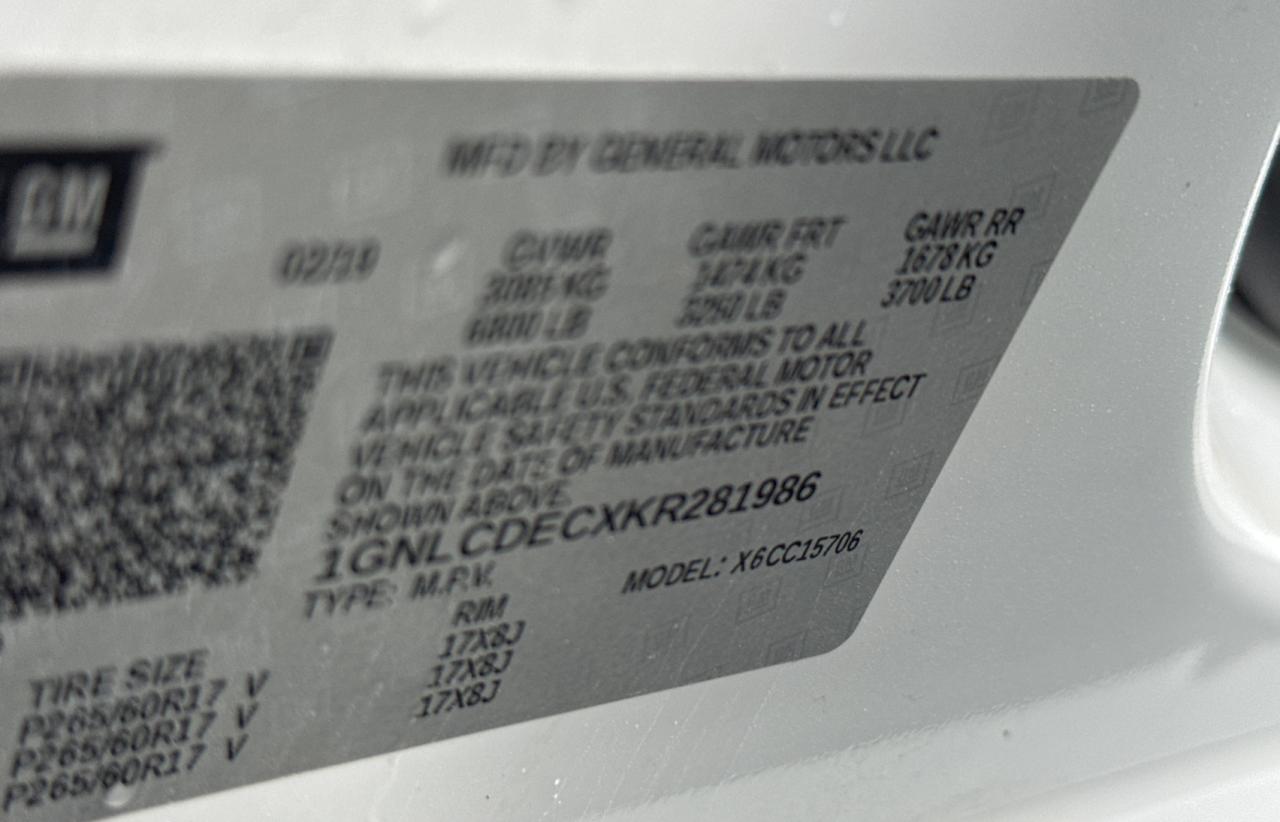 GM
MFD BY GENERAL MOTORS LLC
02/19
GVWR GAWR FRT GAWR RR
KG 1474 KG 1678 KG
6800 LB 3250 LB 3700 LB
THIS VEHICLE CONFORMS TO ALL
APPLICABLE U.S. FEDERAL MOTOR
VEHICLE SAFETY STANDARDS IN EFFECT
ON THE DATE OF MANUFACTURE
SHOWN ABOVE.
1GNLCDECXKR281986
TYPE: M.P.V. MODEL: X6CC15706
TIRE SIZE RIM
P265/60R17 V 17X8J
P265/60R17 V 17X8J
P265/60R17 V 17X8J